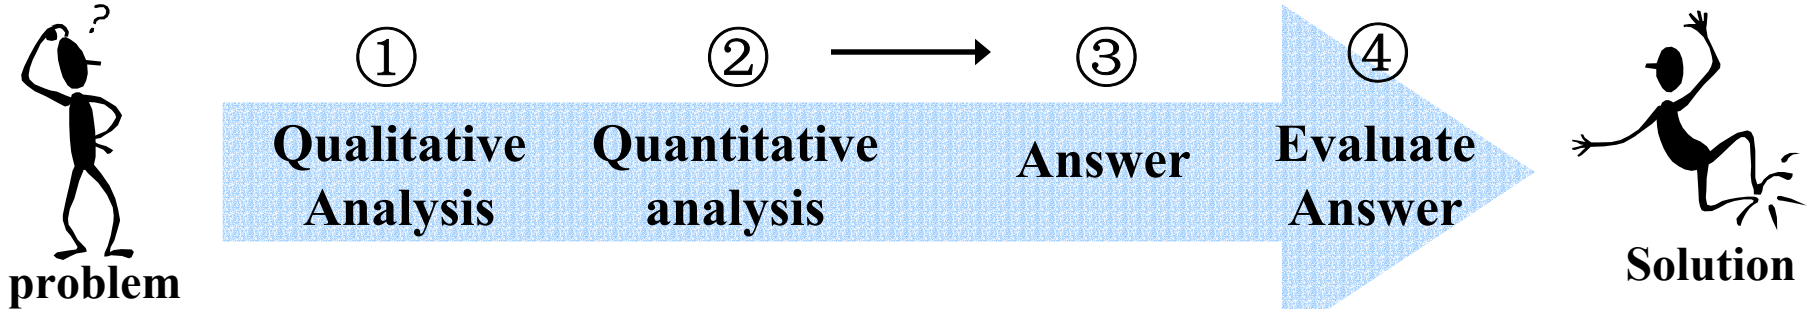 ?
① ② ③ ④
Qualitative Quantitative Answer Evaluate
Analysis analysis Answer
problem Solution